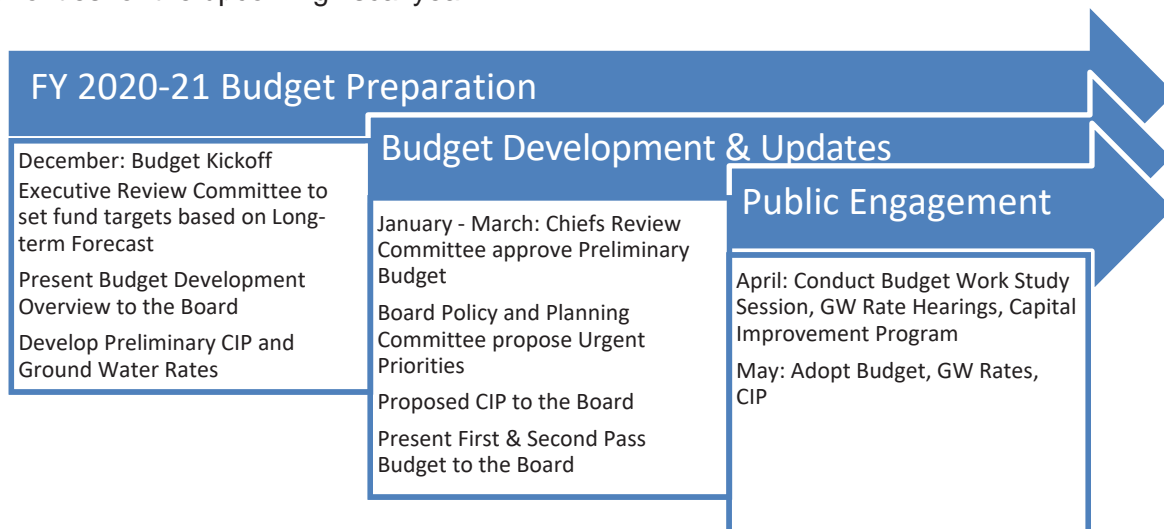 FY 2020-21 Budget Preparation
December: Budget Kickoff
Executive Review Committee to
set fund targets based on Long-
term Forecast
Present Budget Development
Overview to the Board
Develop Preliminary CIP and
Ground Water Rates
Budget Development & Updates
January - March: Chiefs Review
Committee approve Preliminary
Budget
Board Policy and Planning
Committee propose Urgent
Priorities
Proposed CIP to the Board
Present First & Second Pass
Budget to the Board
Public Engagement
April: Conduct Budget Work Study
Session, GW Rate Hearings, Capital
Improvement Program
May: Adopt Budget, GW Rates,
CIP